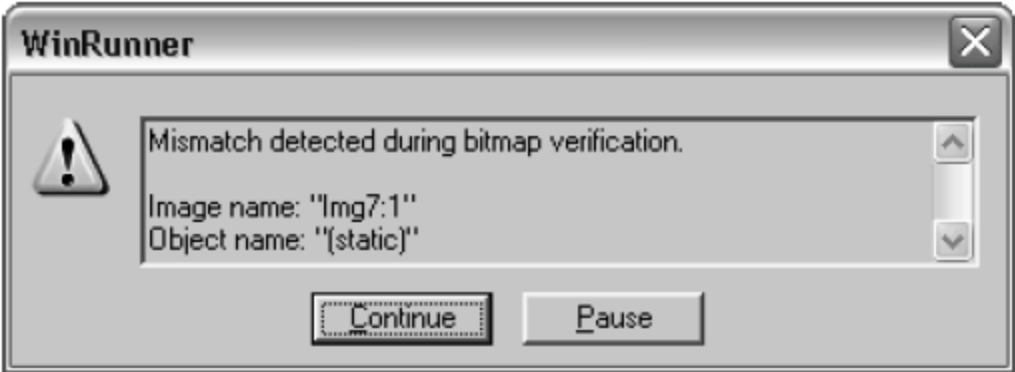 WinRunner
Mismatch detected during bitmap verification.
Image name: "Img7:1"
Object name: "(static)"
Continue Pause